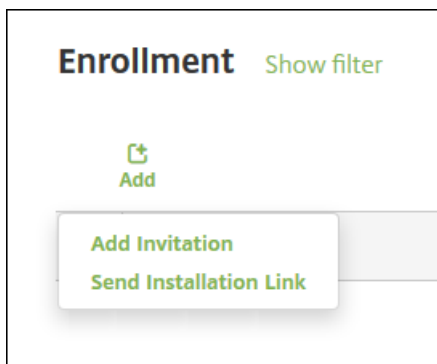 Enrollment Show filter
Add
Add Invitation
Send Installation Link